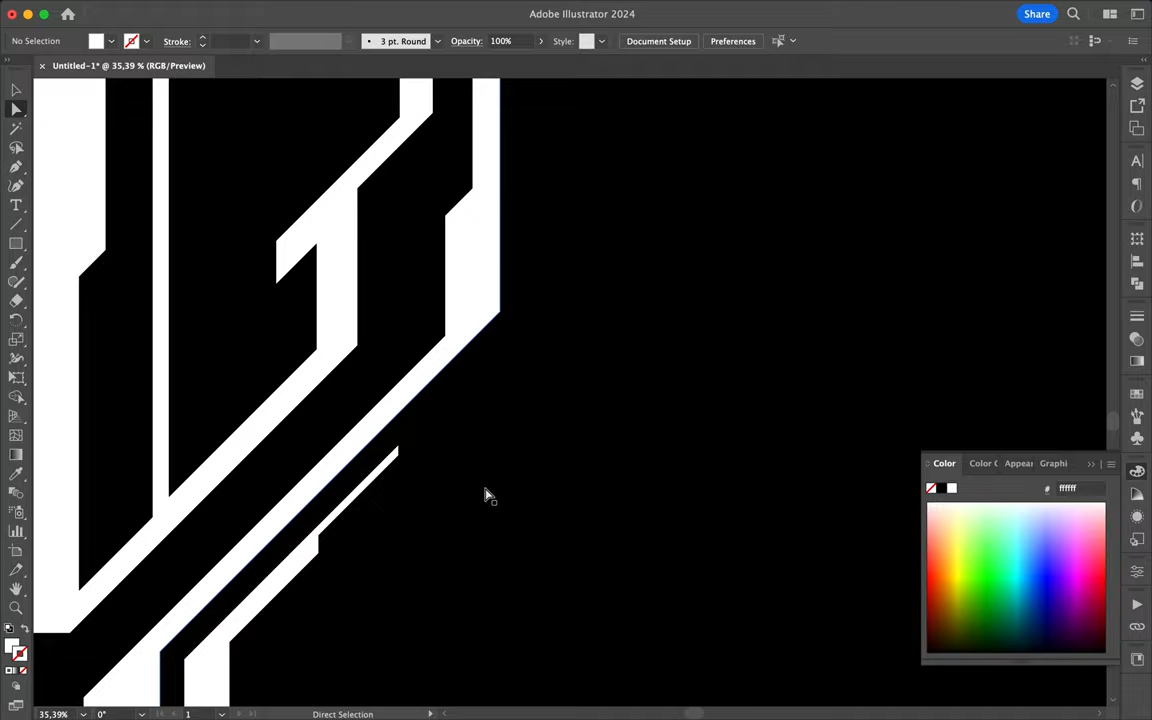 Adobe Illustrator 2024
Share
No Selection
Stroke:
3 pt. Round
Opacity: 100%
Style:
Document Setup
Preferences
× Untitled-1* @ 35,39 % (RGB/Preview)
Color
Color C
Appear
Graphi
# ffffff
35,39%
0°
1
Direct Selection